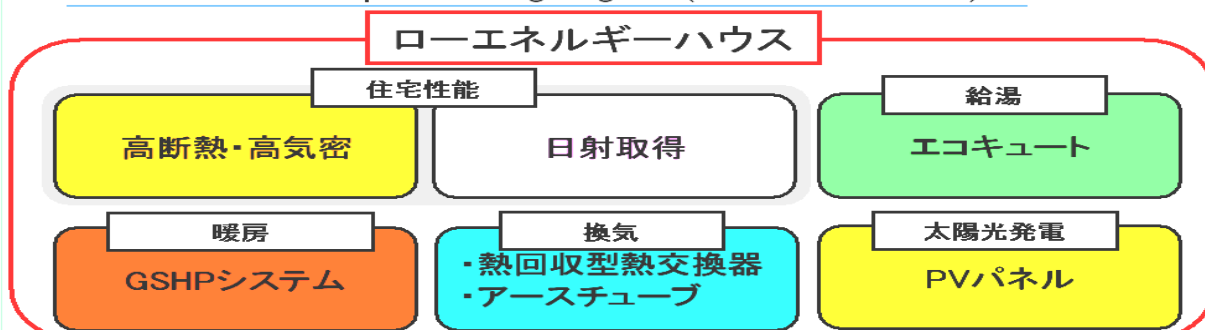 ローエネルギーハウス
住宅性能
給湯
高断熱・高気密
日射取得
エコキュート
暖房
換気
太陽光発電
GSHPシステム
・熱回収型熱交換器
・アースチューブ
PVパネル